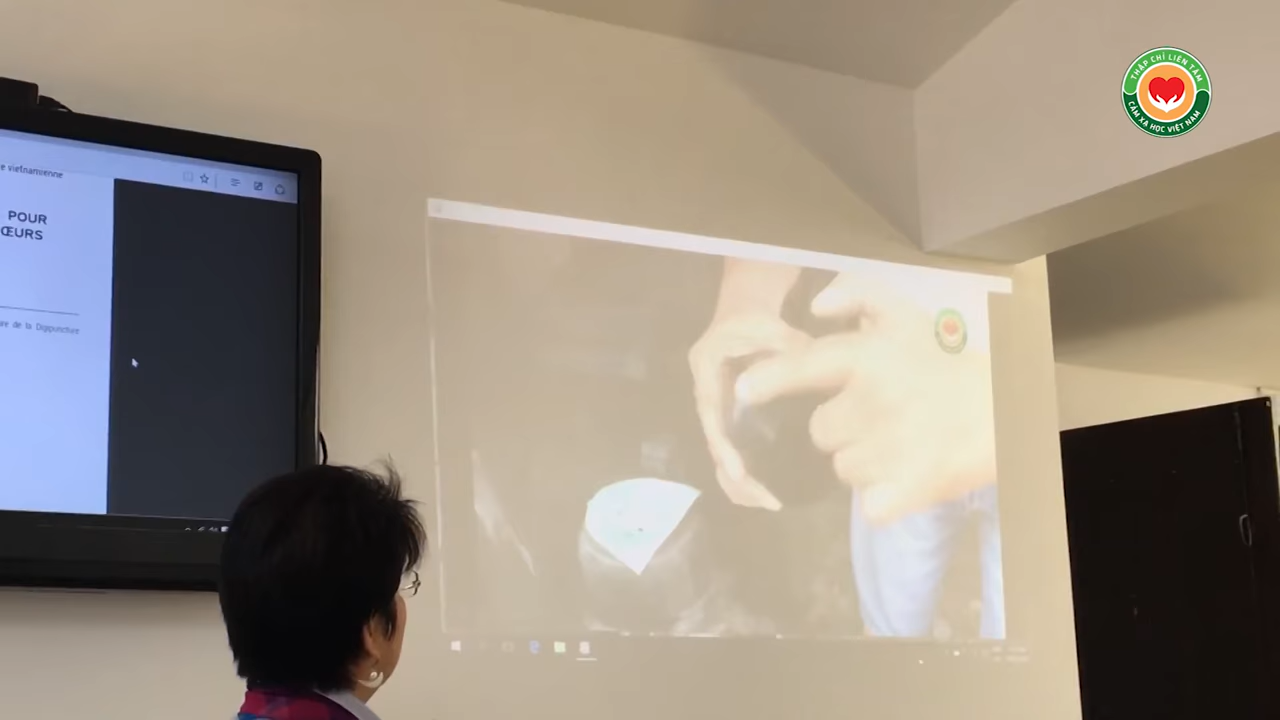 THẬP CHỈ LIÊN TÂM
CẢM XẠ HỌC VIỆT NAM
e vietnamienne
POUR
ŒURS
re de la Digipuncture